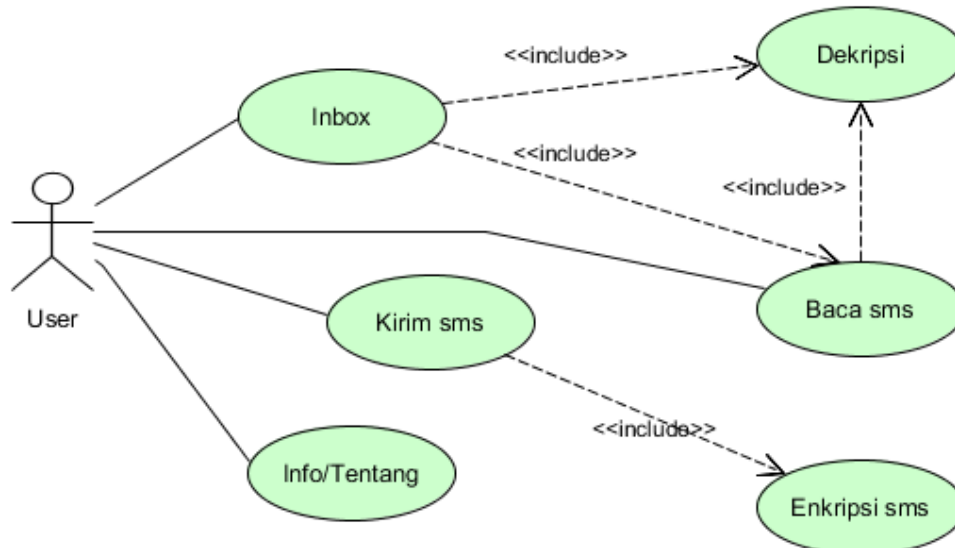 Dekripsi
<<include>>
Inbox
<<include>>
<<include>>
User
Kirim sms
Baca sms
<<include>>
Info/Tentang
Enkripsi sms